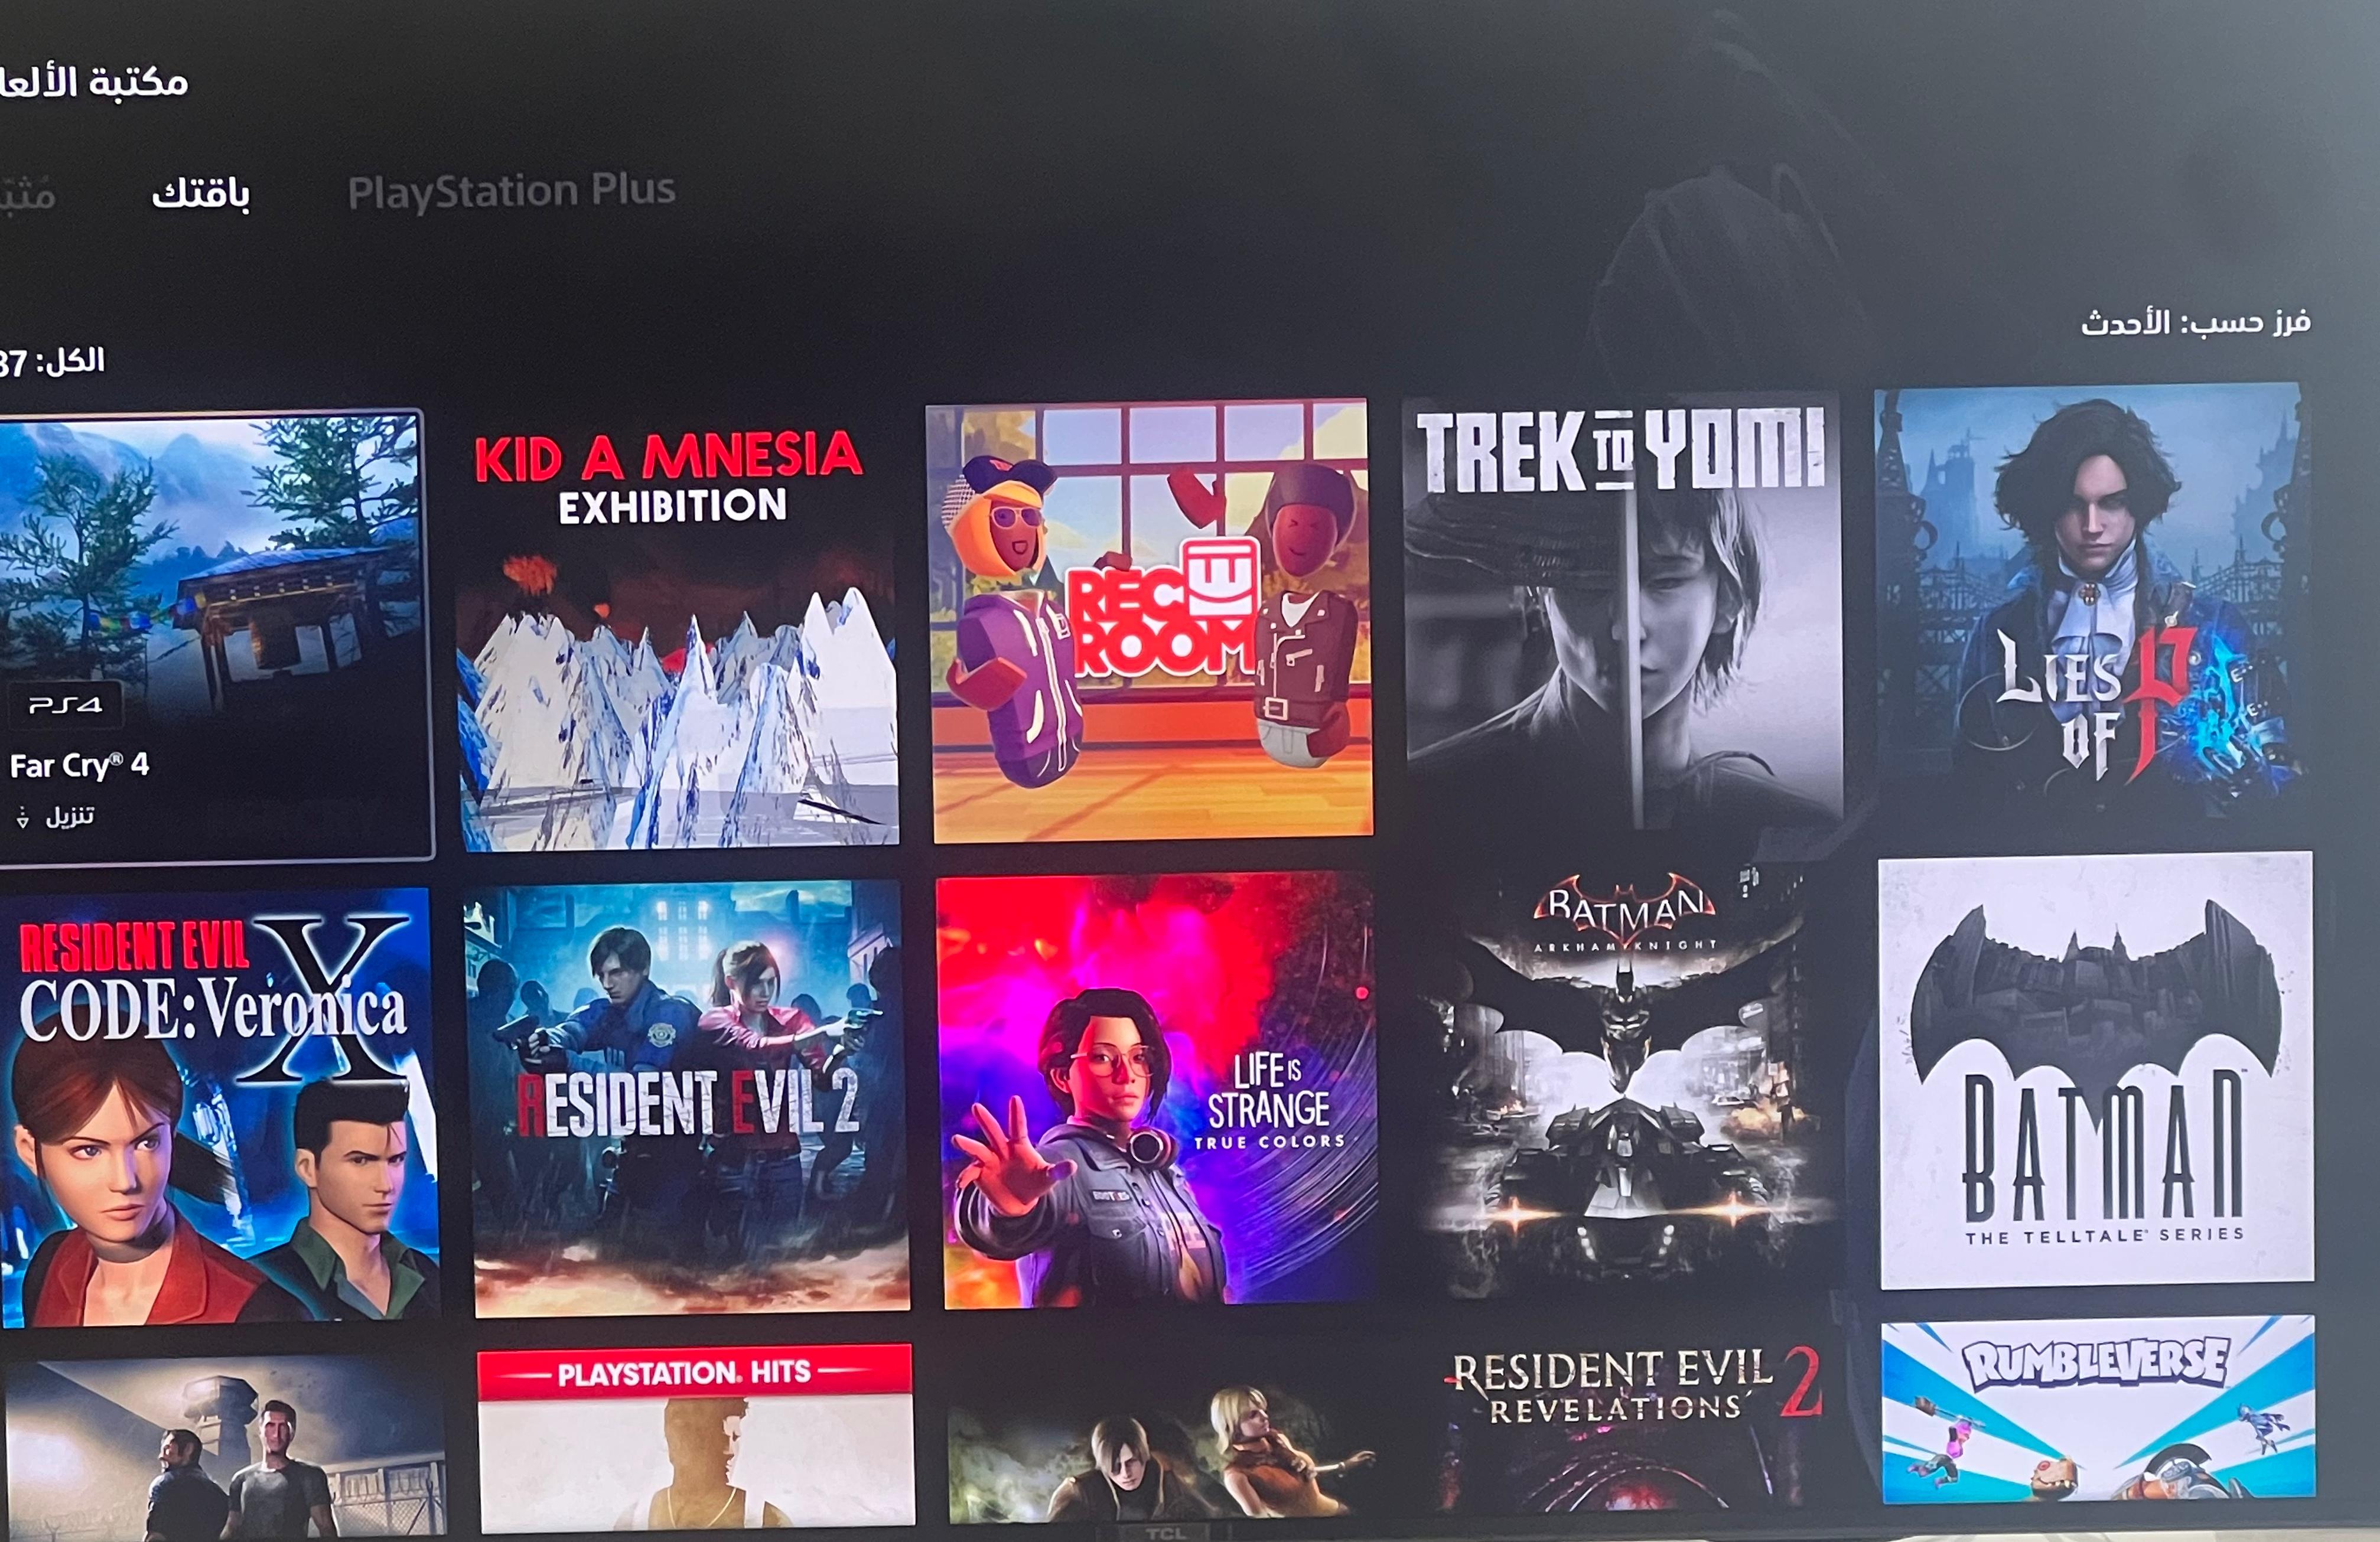 مكتبة الألعا
باقتك
PlayStation Plus
فرز حسب: الأحدث
الكل: 87
PS4
Far Cry® 4
تنزيل
KID A MNESIA
EXHIBITION
REC
ROOM
TREK TO YOMI
LIES
OF P
RESIDENT EVIL
CODE: Veronica X
RESIDENT EVIL 2
LIFE IS
STRANGE
TRUE COLORS
BATMAN
ARKHAM KNIGHT
BATMAN
THE TELLTALE SERIES
PLAYSTATION HITS
RESIDENT EVIL
REVELATIONS 2
RUMBLEVERSE
TCL